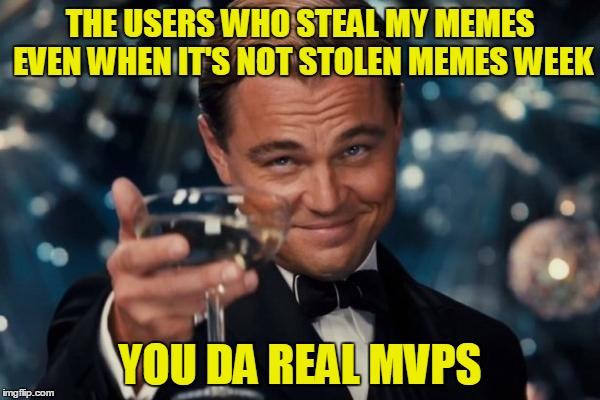 THE USERS WHO STEAL MY MEMES
EVEN WHEN IT'S NOT STOLEN MEMES WEEK
YOU DA REAL MVPS
imgflip.com